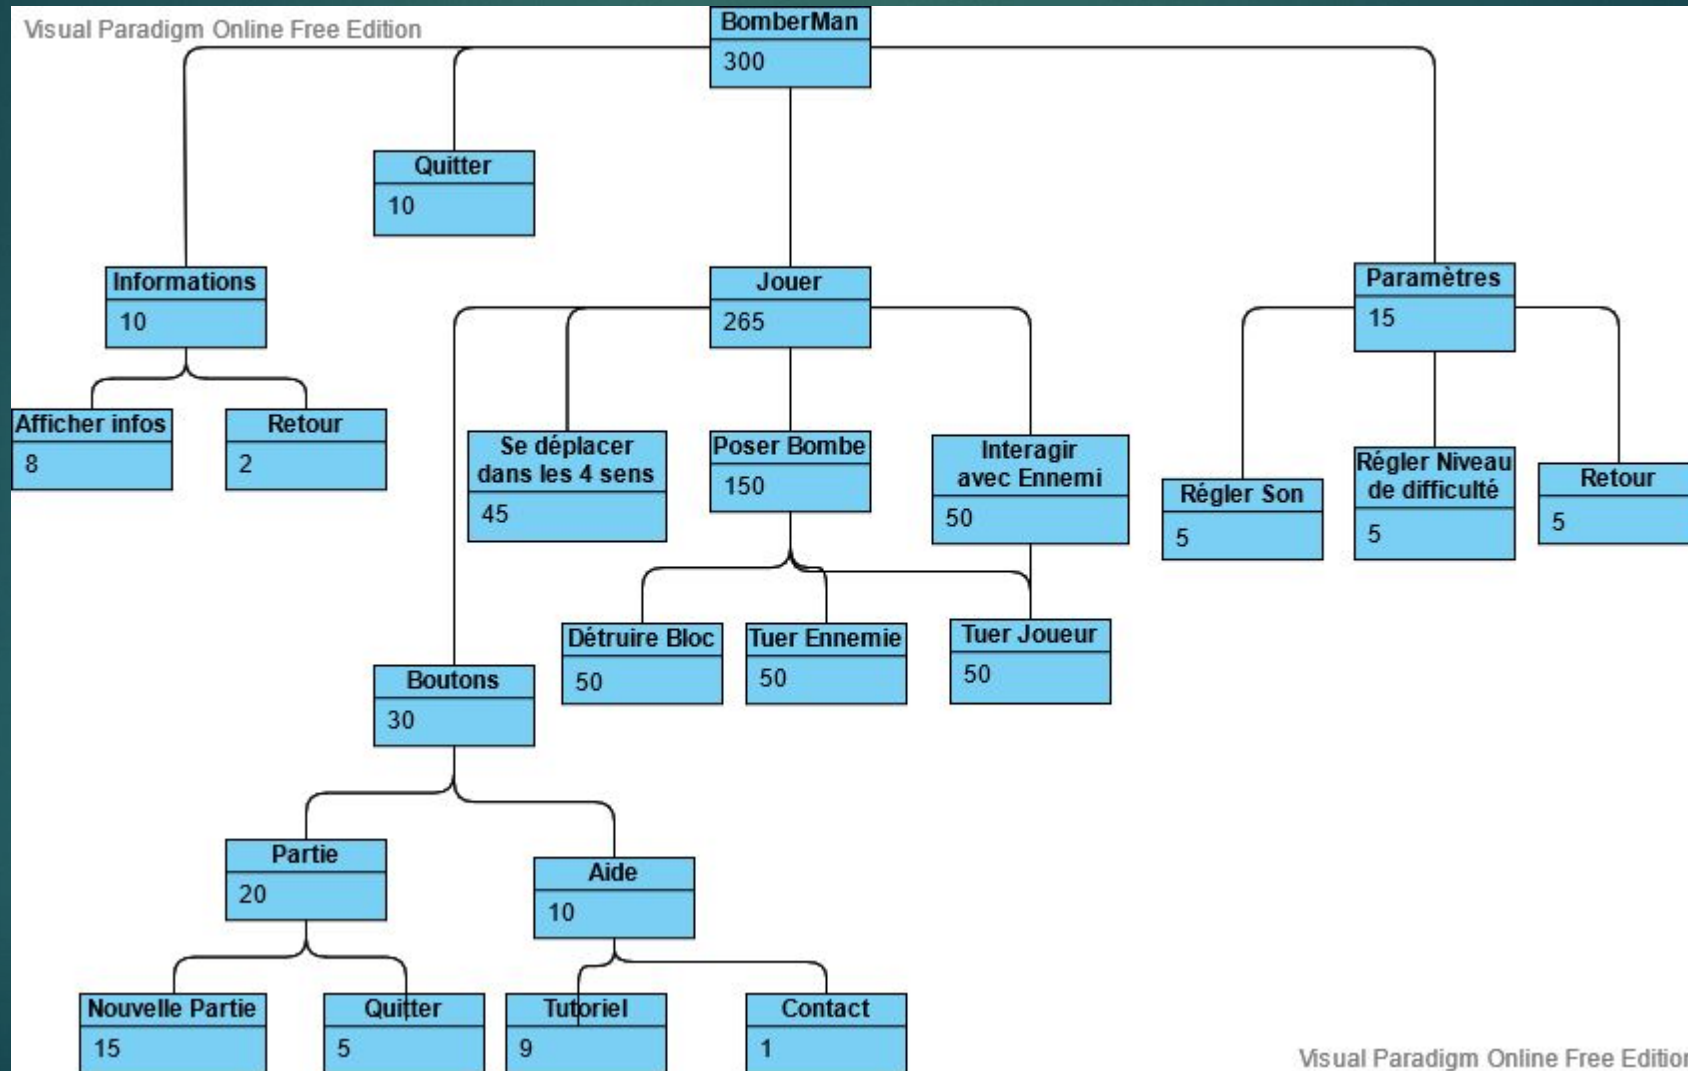 Visual Paradigm Online Free Edition
BomberMan
300
Quitter
10
Informations
10
Jouer
265
Paramètres
15
Afficher infos
8
Retour
2
Se déplacer
dans les 4 sens
45
Poser Bombe
150
Interagir
avec Ennemi
50
Régler Son
5
Régler Niveau
de difficulté
5
Retour
5
Détruire Bloc
50
Tuer Ennemie
50
Tuer Joueur
50
Boutons
30
Partie
20
Aide
10
Nouvelle Partie
15
Quitter
5
Tutoriel
9
Contact
1
Visual Paradigm Online Free Edition